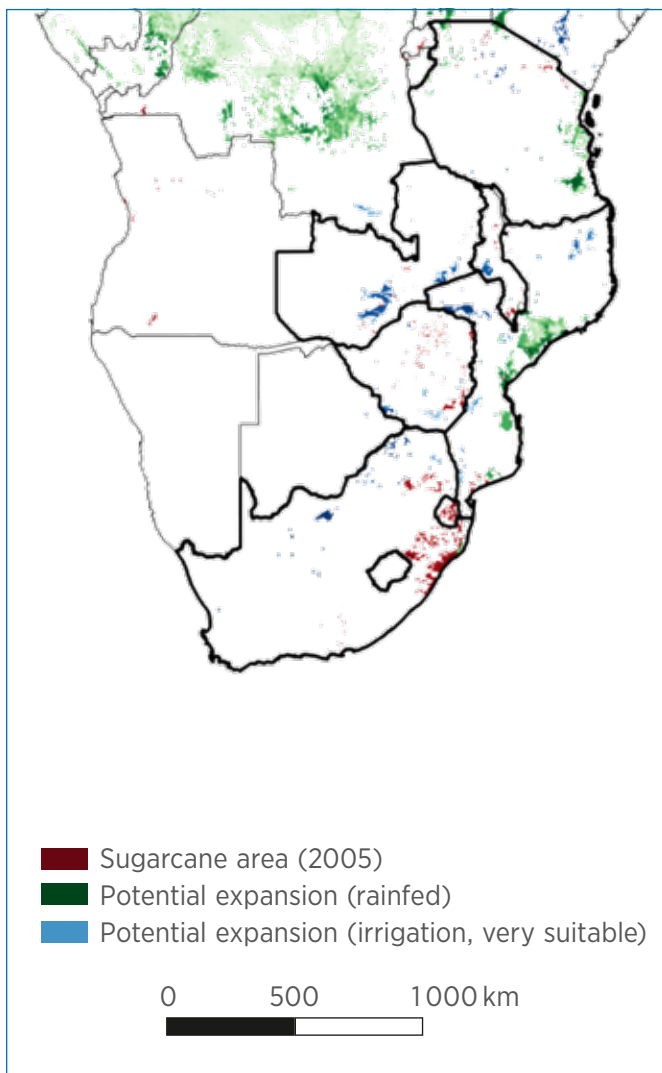 Sugarcane area (2005)
Potential expansion (rainfed)
Potential expansion (irrigation, very suitable)
0 500 1000 km